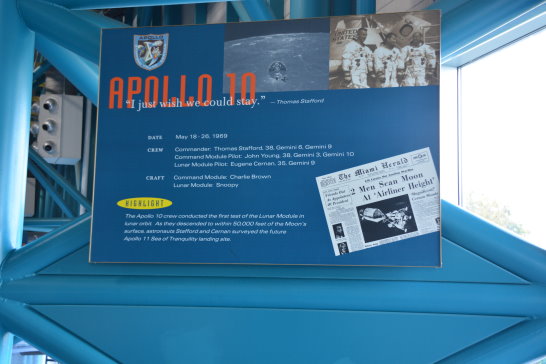 APOLLO
UNITED STATES
APOLLO 10
"I just wish we could stay." — Thomas Stafford
DATE May 18 - 26, 1969
CREW Commander: Thomas Stafford, 38, Gemini 6, Gemini 9
Command Module Pilot: John Young, 38, Gemini 3, Gemini 10
Lunar Module Pilot: Eugene Cernan, 35, Gemini 9
CRAFT Command Module: Charlie Brown
Lunar Module: Snoopy
HIGHLIGHT
The Apollo 10 crew conducted the first test of the Lunar Module in
lunar orbit. As they descended to within 50,000 feet of the Moon's
surface, astronauts Stafford and Cernan surveyed the future
Apollo 11 Sea of Tranquility landing site.
The Miami Herald
2 Men Scan Moon
At 'Airliner Height'